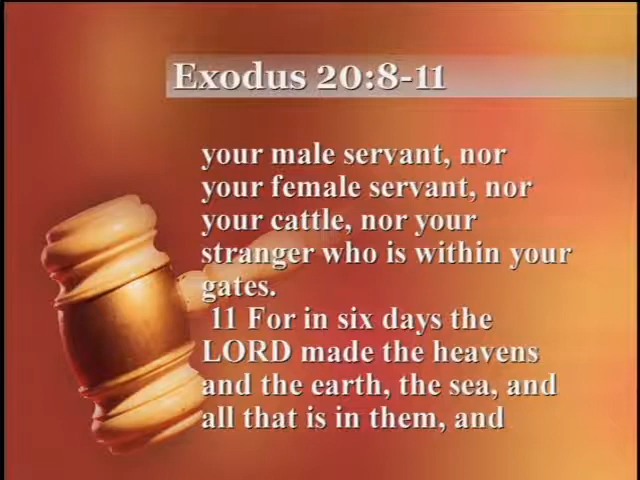 Exodus 20:8-11
your male servant, nor
your female servant, nor
your cattle, nor your
stranger who is within your
gates.
11 For in six days the
LORD made the heavens
and the earth, the sea, and
all that is in them, and